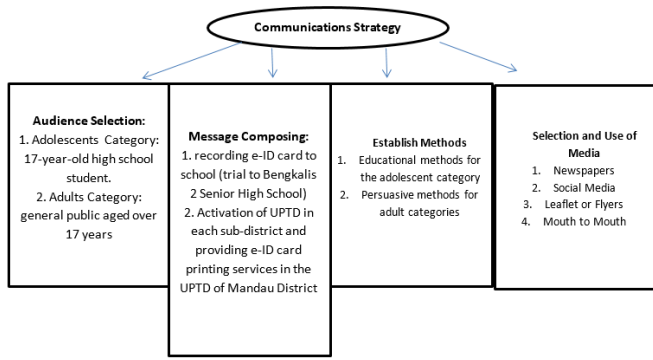 Communications Strategy
Audience Selection:
1. Adolescents Category:
17-year-old high school
student.
2. Adults Category:
general public aged over
17 years
Message Composing:
1. recording e-ID card to
school (trial to Bengkalis
2 Senior High School)
2. Activation of UPTD in
each sub-district and
providing e-ID card
printing services in the
UPTD of Mandau District
Establish Methods
1. Educational methods for
the adolescent category
2. Persuasive methods for
adult categories
Selection and Use of
Media
1. Newspapers
2. Social Media
3. Leaflet or Flyers
4. Mouth to Mouth